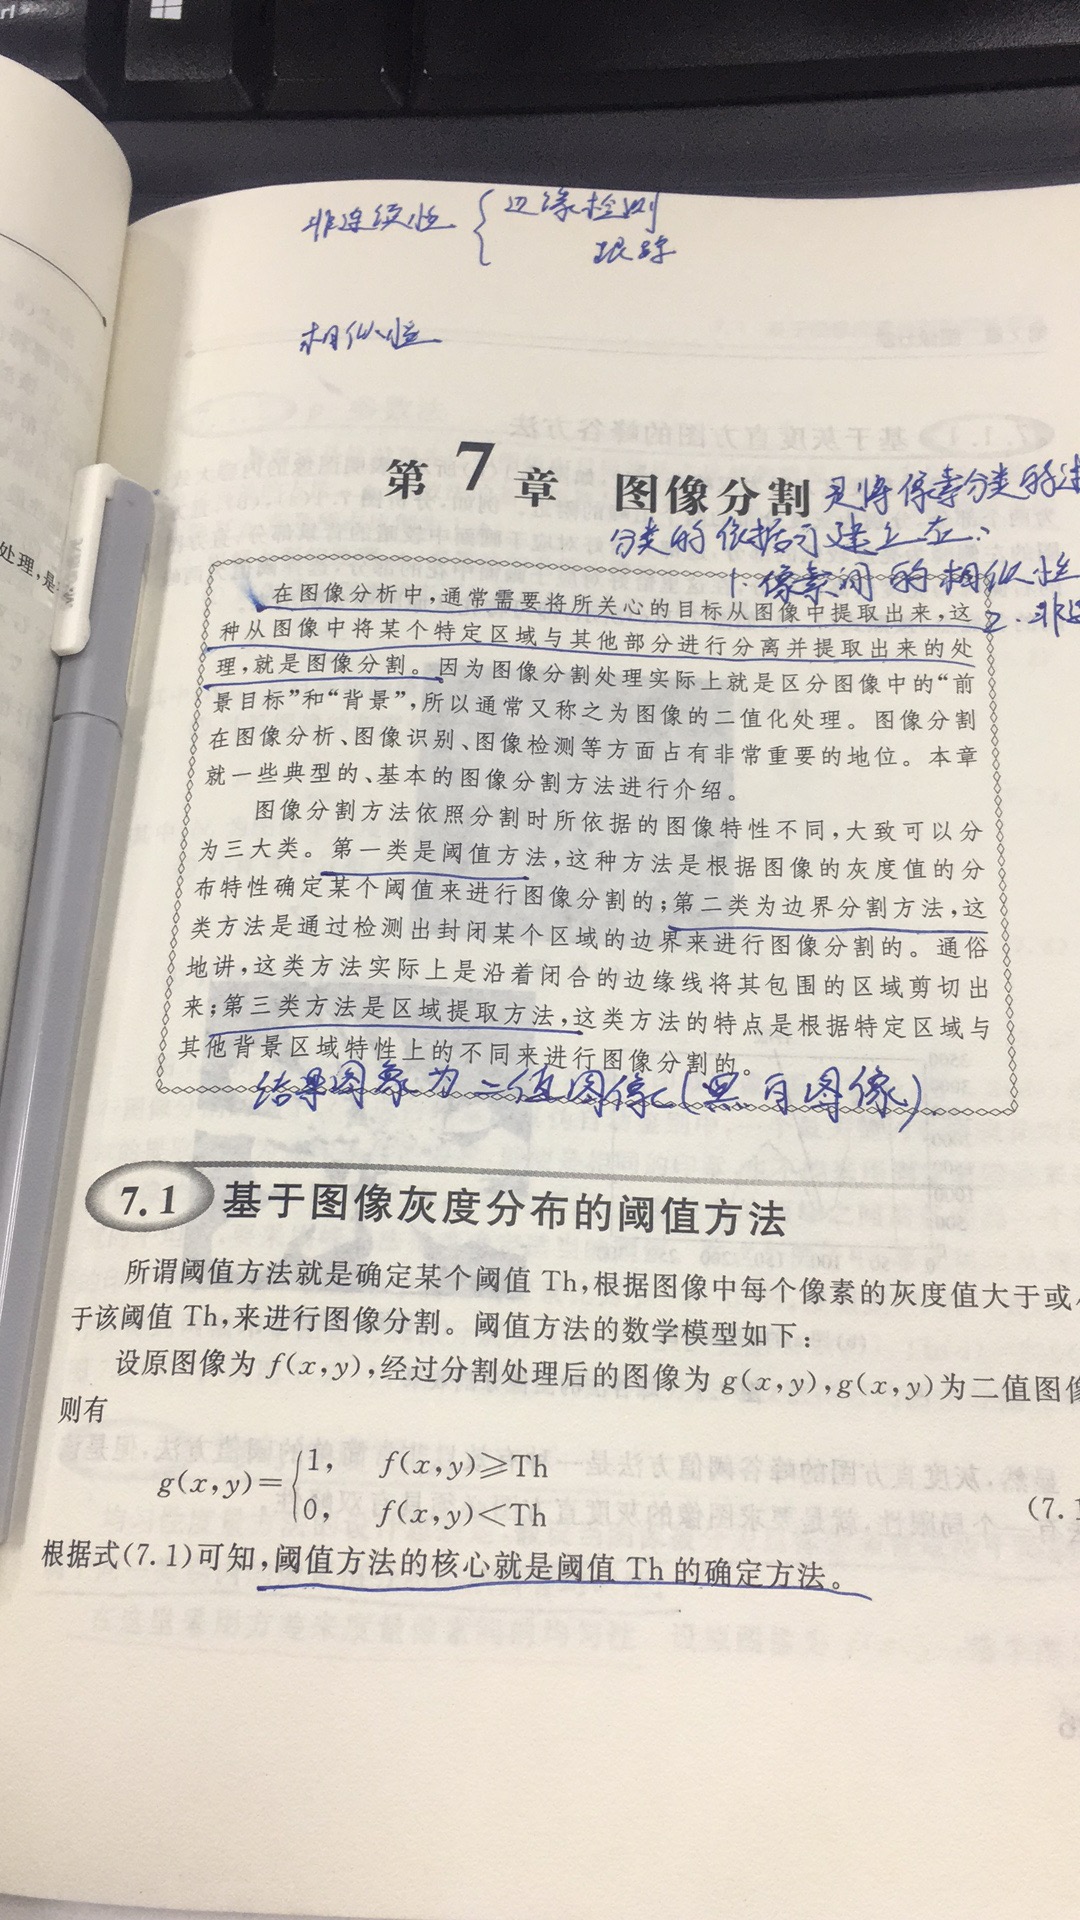 非连续性 { 边缘检测
跟踪
相似性
第7章 图像分割 是将像素分类的过
分类的依据可建立在:
1. 像素间的相似性
2. 非连
处理,是
在图像分析中,通常需要将所关心的目标从图像中提取出来,这
种从图像中将某个特定区域与其他部分进行分离并提取出来的处
理,就是图像分割。因为图像分割处理实际上就是区分图像中的“前
景目标”和“背景”,所以通常又称之为图像的二值化处理。图像分割
在图像分析、图像识别、图像检测等方面占有非常重要的地位。本章
就一些典型的、基本的图像分割方法进行介绍。
图像分割方法依照分割时所依据的图像特性不同,大致可以分
为三大类。第一类是阈值方法,这种方法是根据图像的灰度值的分
布特性确定某个阈值来进行图像分割的;第二类为边界分割方法,这
类方法是通过检测出封闭某个区域的边界来进行图像分割的。通俗
地讲,这类方法实际上是沿着闭合的边缘线将其包围的区域剪切出
来;第三类方法是区域提取方法,这类方法的特点是根据特定区域与
其他背景区域特性上的不同来进行图像分割的。
结果图象为二值图像(黑白图像)
7.1 基于图像灰度分布的阈值方法
所谓阈值方法就是确定某个阈值 Th,根据图像中每个像素的灰度值大于或小
于该阈值 Th,来进行图像分割。阈值方法的数学模型如下:
设原图像为 f(x,y),经过分割处理后的图像为 g(x,y),g(x,y)为二值图像
则有
g(x,y)={1, f(x,y)≥Th
0, f(x,y)<Th
(7.1
根据式(7.1)可知,阈值方法的核心就是阈值 Th 的确定方法。